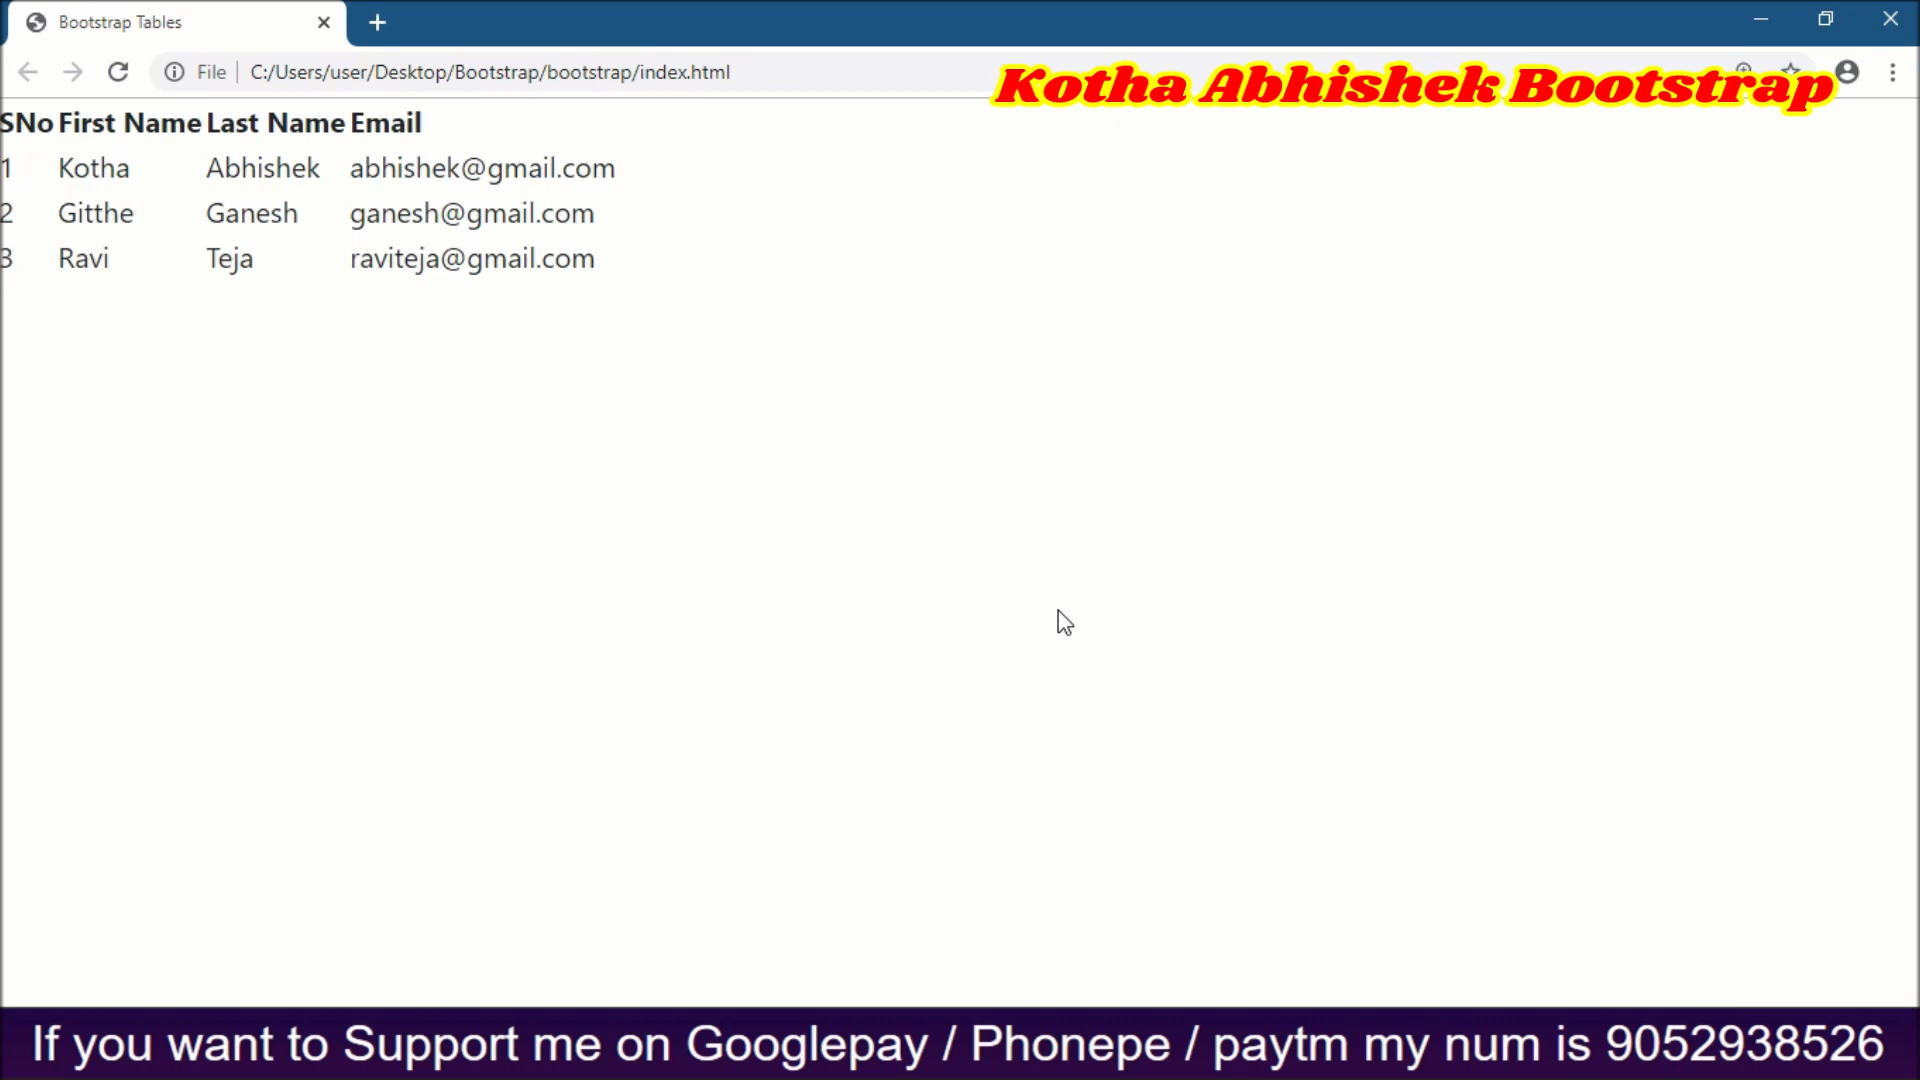 Bootstrap Tables
File C:/Users/user/Desktop/Bootstrap/bootstrap/index.html
Kotha Abhishek Bootstrap
SNo First Name Last Name Email
1 Kotha Abhishek abhishek@gmail.com
2 Gitthe Ganesh ganesh@gmail.com
3 Ravi Teja raviteja@gmail.com
If you want to Support me on Googlepay / Phonepe / paytm my num is 9052938526